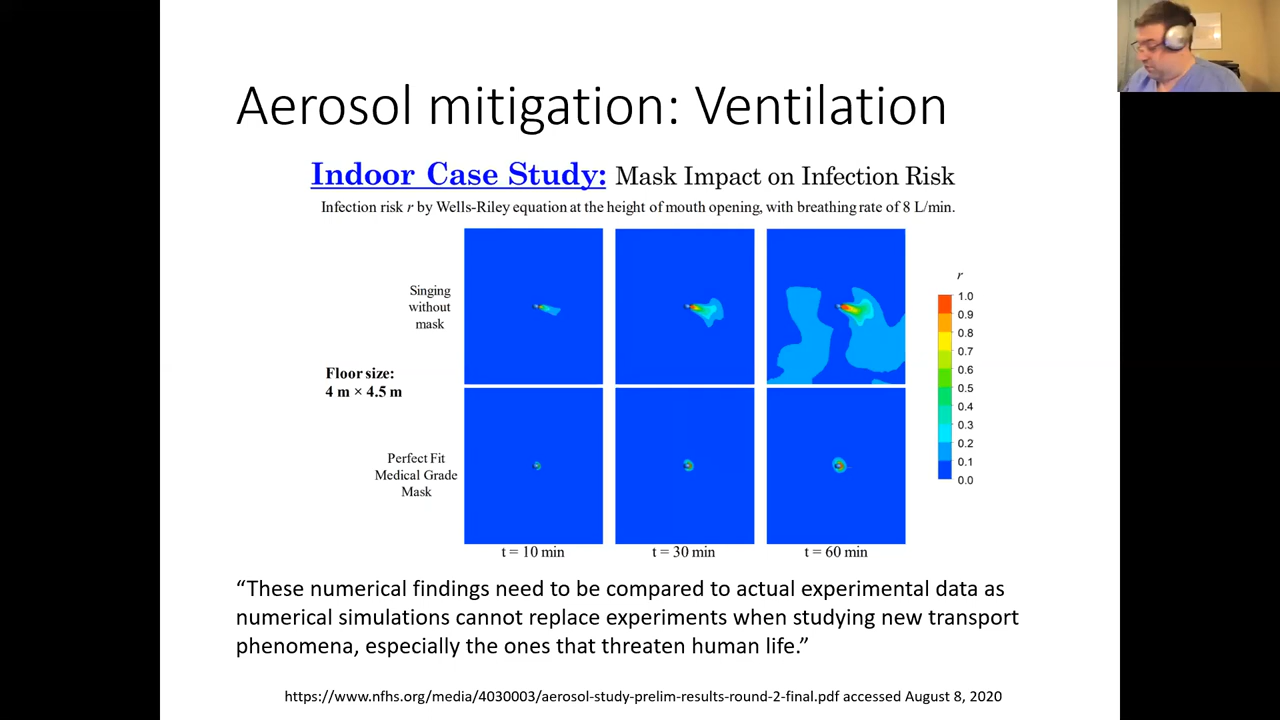 Aerosol mitigation: Ventilation
Indoor Case Study: Mask Impact on Infection Risk
Infection risk r by Wells-Riley equation at the height of mouth opening, with breathing rate of 8 L/min.
Singing
without
mask
Floor size:
4 m × 4.5 m
Perfect Fit
Medical Grade
Mask
t = 10 min
t = 30 min
t = 60 min
r
1.0
0.9
0.8
0.7
0.6
0.5
0.4
0.3
0.2
0.1
0.0
“These numerical findings need to be compared to actual experimental data as
numerical simulations cannot replace experiments when studying new transport
phenomena, especially the ones that threaten human life.”
https://www.nfhs.org/media/4030003/aerosol-study-prelim-results-round-2-final.pdf accessed August 8, 2020